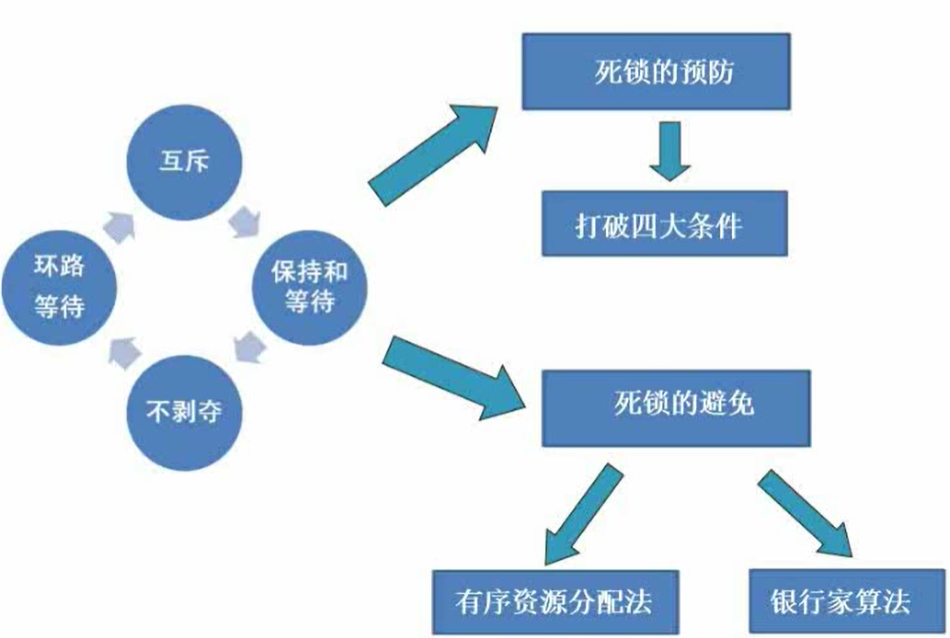 死锁的预防
互斥
打破四大条件
环路
等待
保持和
等待
不剥夺
死锁的避免
有序资源分配法
银行家算法